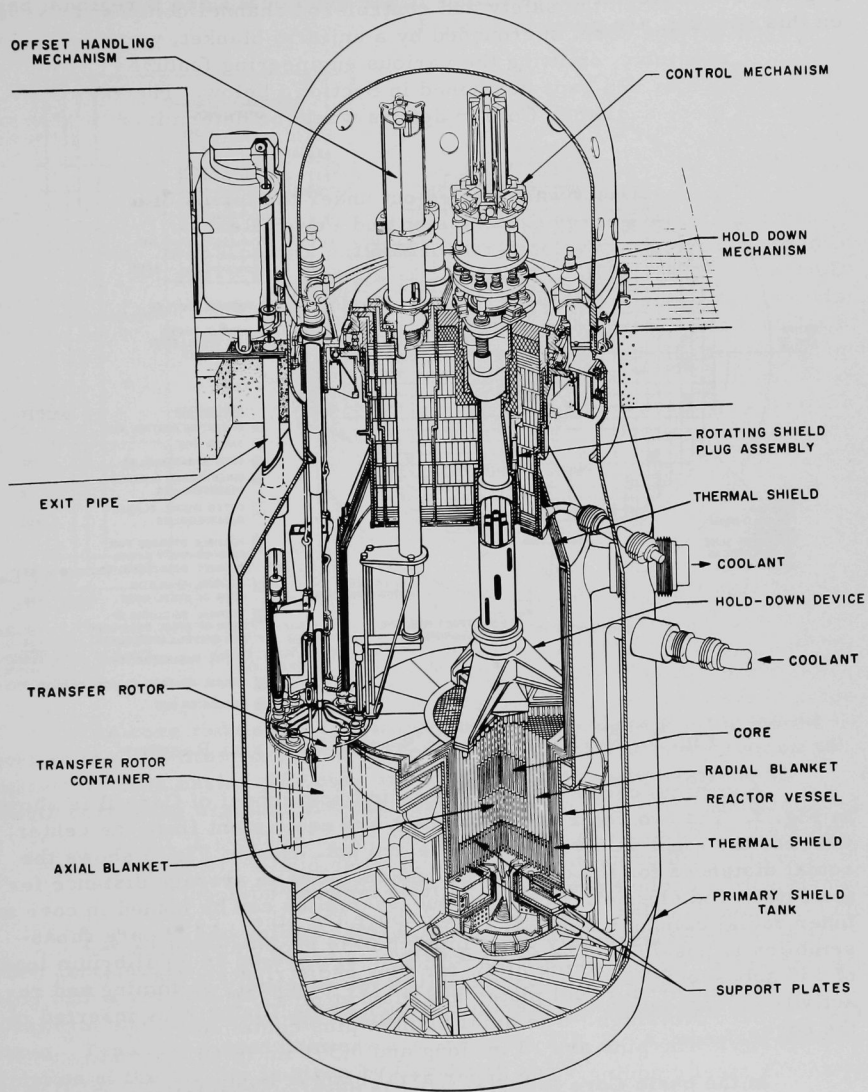 OFFSET HANDLING
MECHANISM
CONTROL MECHANISM
HOLD DOWN
MECHANISM
ROTATING SHIELD
PLUG ASSEMBLY
EXIT PIPE
THERMAL SHIELD
COOLANT
HOLD-DOWN DEVICE
COOLANT
TRANSFER ROTOR
CORE
TRANSFER ROTOR
CONTAINER
RADIAL BLANKET
REACTOR VESSEL
THERMAL SHIELD
AXIAL BLANKET
PRIMARY SHIELD
TANK
SUPPORT PLATES